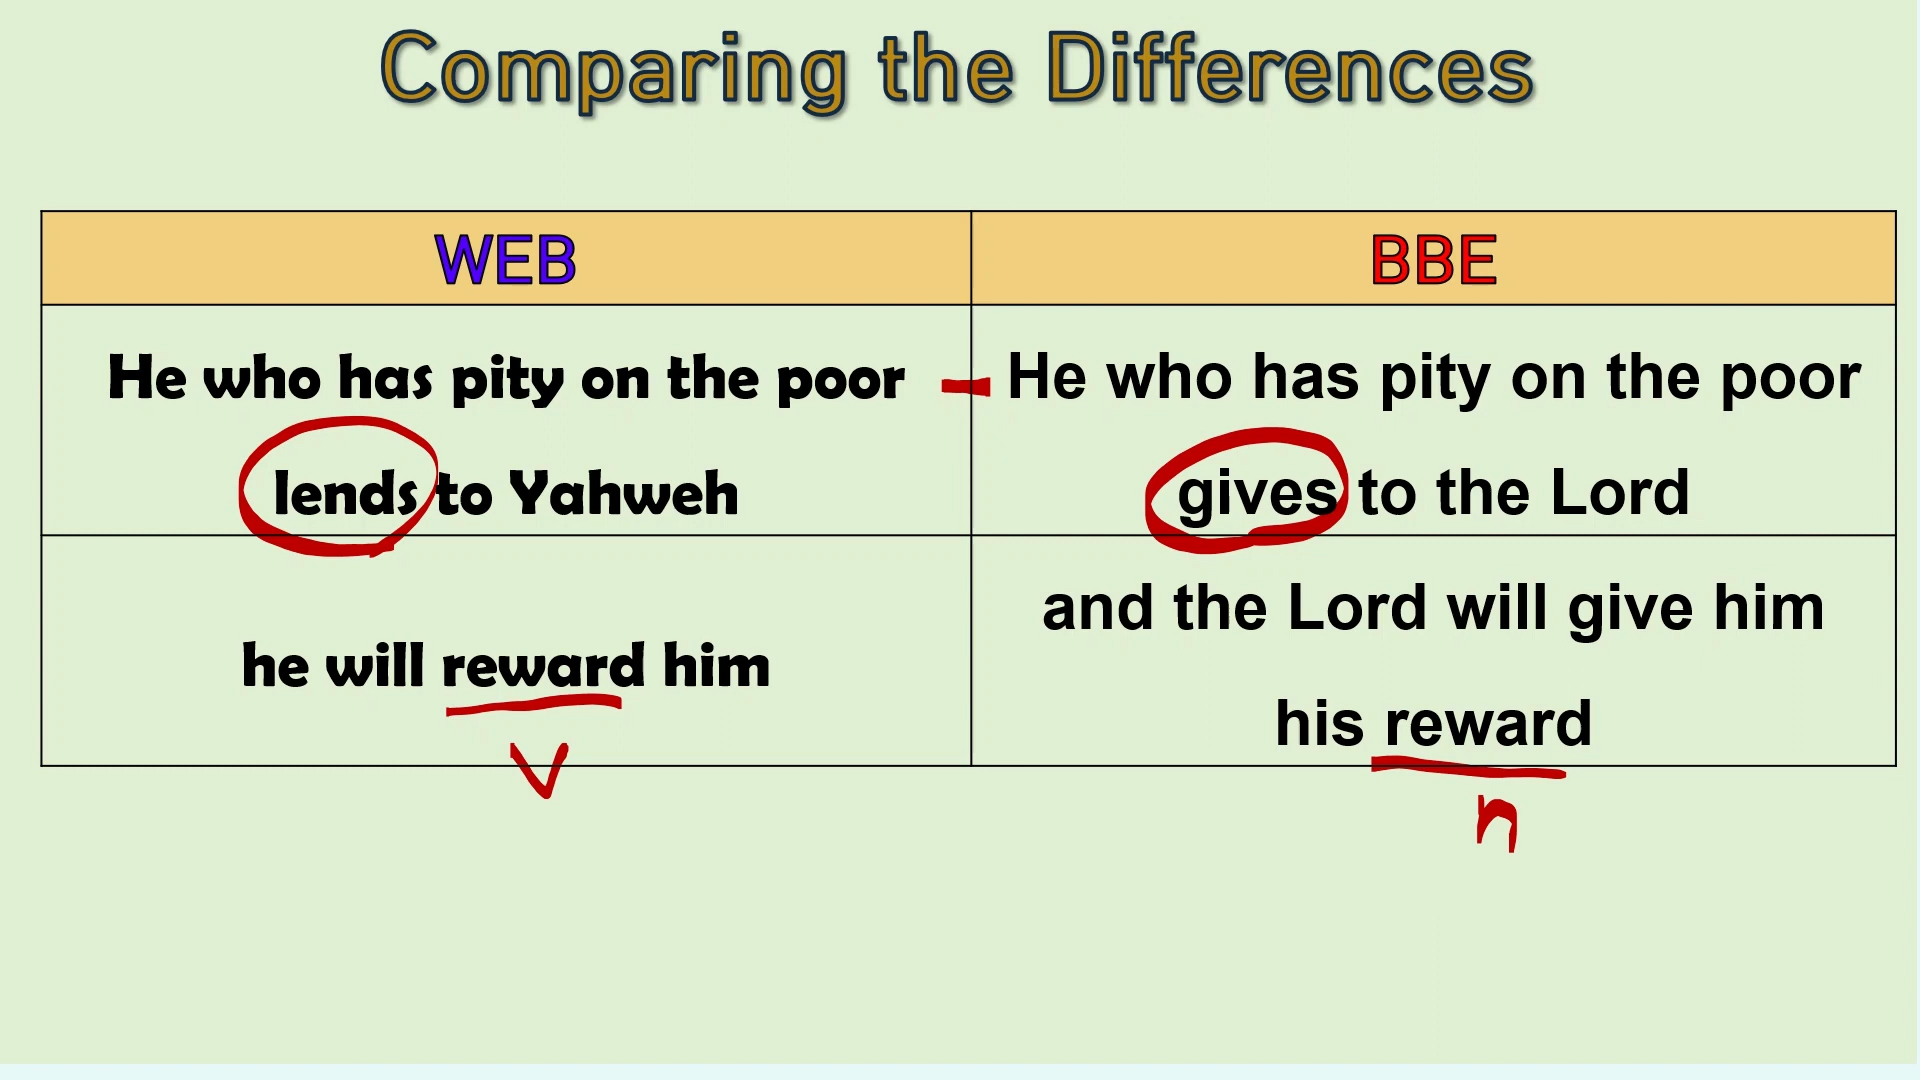 Comparing the Differences
WEB
BBE
He who has pity on the poor
lends to Yahweh
He who has pity on the poor
gives to the Lord
he will reward him
and the Lord will give him
his reward
v
n